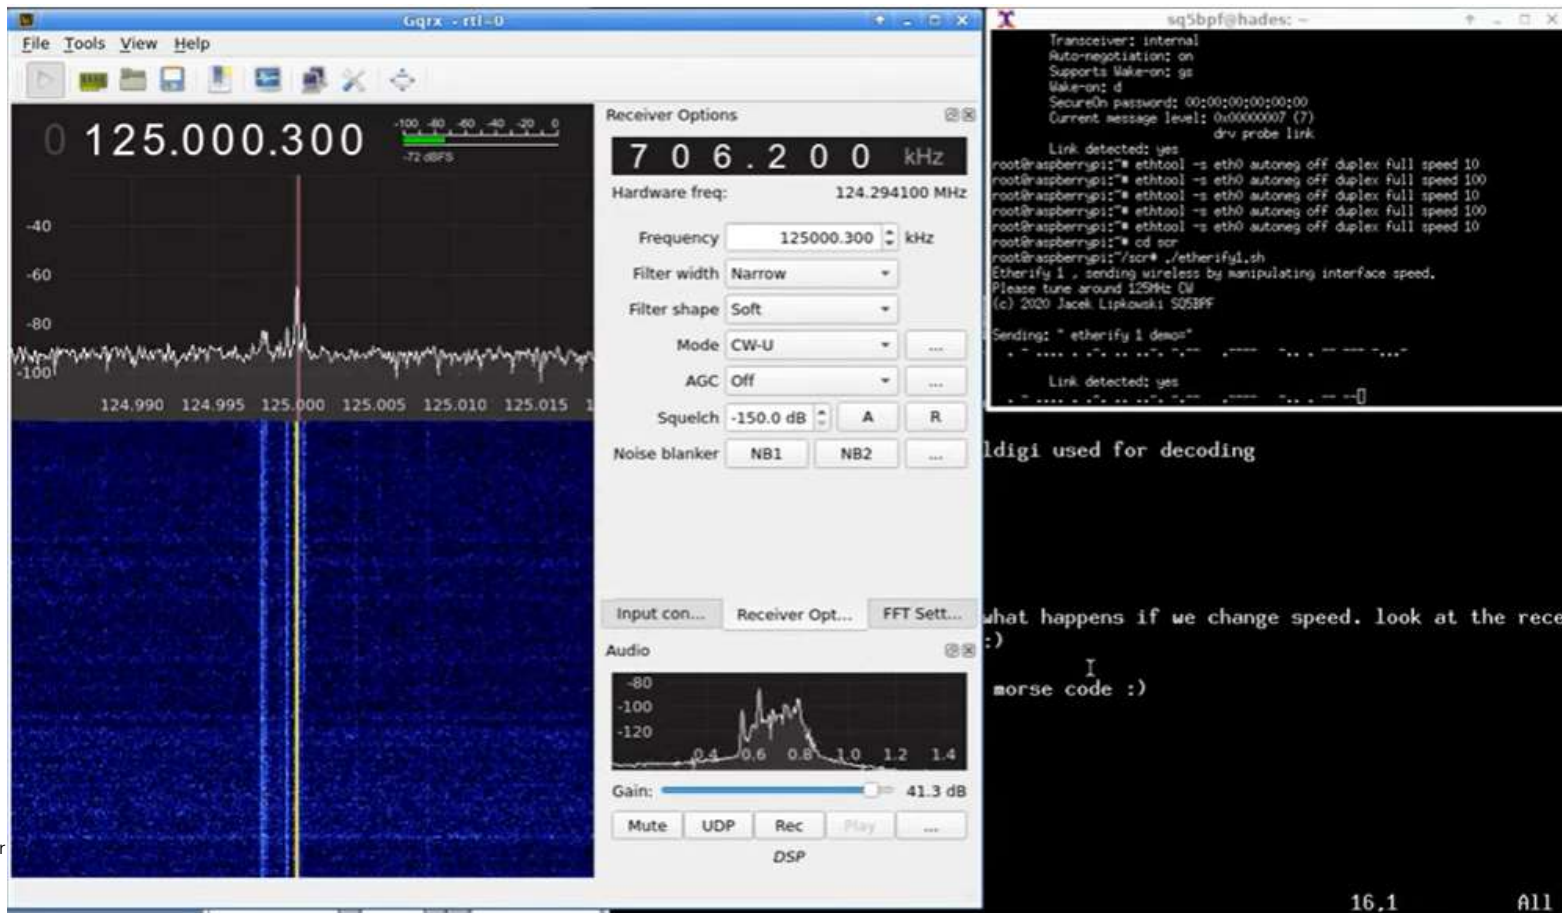 Gqrx - rtl=0
File Tools View Help
0 125.000.300
-100 -80 -60 -40 -20 0
-72 dBFS
-40
-60
-80
-100
124.990 124.995 125.000 125.005 125.010 125.015 1
Receiver Options
706.200 kHz
Hardware freq: 124.294100 MHz
Frequency 125000.300 kHz
Filter width Narrow
Filter shape Soft
Mode CW-U ...
AGC Off ...
Squelch -150.0 dB A R
Noise blanker NB1 NB2 ...
Input con... Receiver Opt... FFT Sett...
Audio
-80
-100
-120
0.4 0.6 0.8 1.0 1.2 1.4
Gain: 41.3 dB
Mute UDP Rec Play ...
DSP
r
sq5bpf@hades: ~
Transceiver: internal
Auto-negotiation: on
Supports Wake-on: gs
Wake-on: d
SecureOn password: 00:00:00:00:00:00
Current message level: 0x00000007 (7)
drv probe link
Link detected: yes
root@raspberrypi:~# ethtool -s eth0 autoneg off duplex full speed 10
root@raspberrypi:~# ethtool -s eth0 autoneg off duplex full speed 100
root@raspberrypi:~# ethtool -s eth0 autoneg off duplex full speed 10
root@raspberrypi:~# ethtool -s eth0 autoneg off duplex full speed 100
root@raspberrypi:~# ethtool -s eth0 autoneg off duplex full speed 10
root@raspberrypi:~# cd scr
root@raspberrypi:~/scr# ./etherify1.sh
Etherify 1 , sending wireless by manipulating interface speed.
Please tune around 125MHz CW
(c) 2020 Jacek Lipkowski SQ5BPF
Sending: " etherify 1 demo="
. - .... . .-. .. ..-. -.-- .---- -.. . -- --- -...-
Link detected: yes
. - .... . .-. .. ..-. -.-- .---- -.. . -- --
ldigi used for decoding
what happens if we change speed. look at the rece
:)
morse code :)
16,1 All